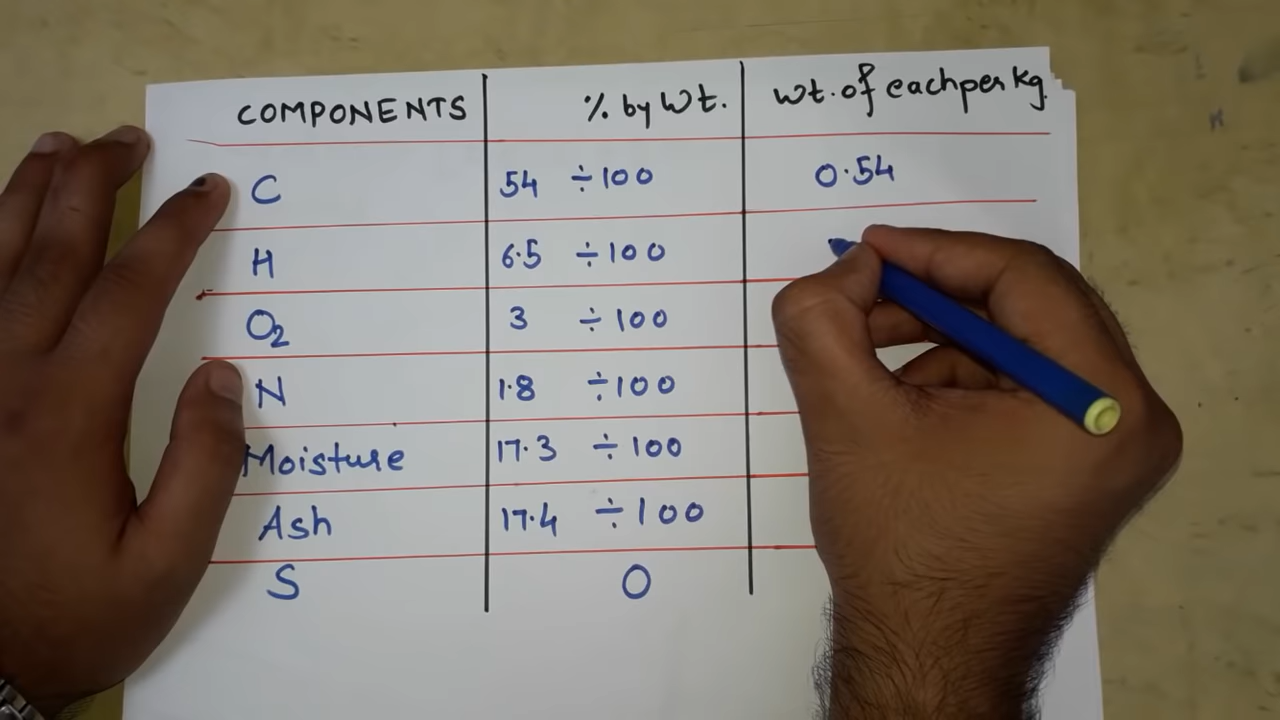 COMPONENTS % by Wt. Wt. of each per kg.
C 54 ÷100 0.54
H 6.5 ÷100
O2 3 ÷100
N 1.8 ÷100
Moisture 17.3 ÷100
Ash 17.4 ÷100
S 0